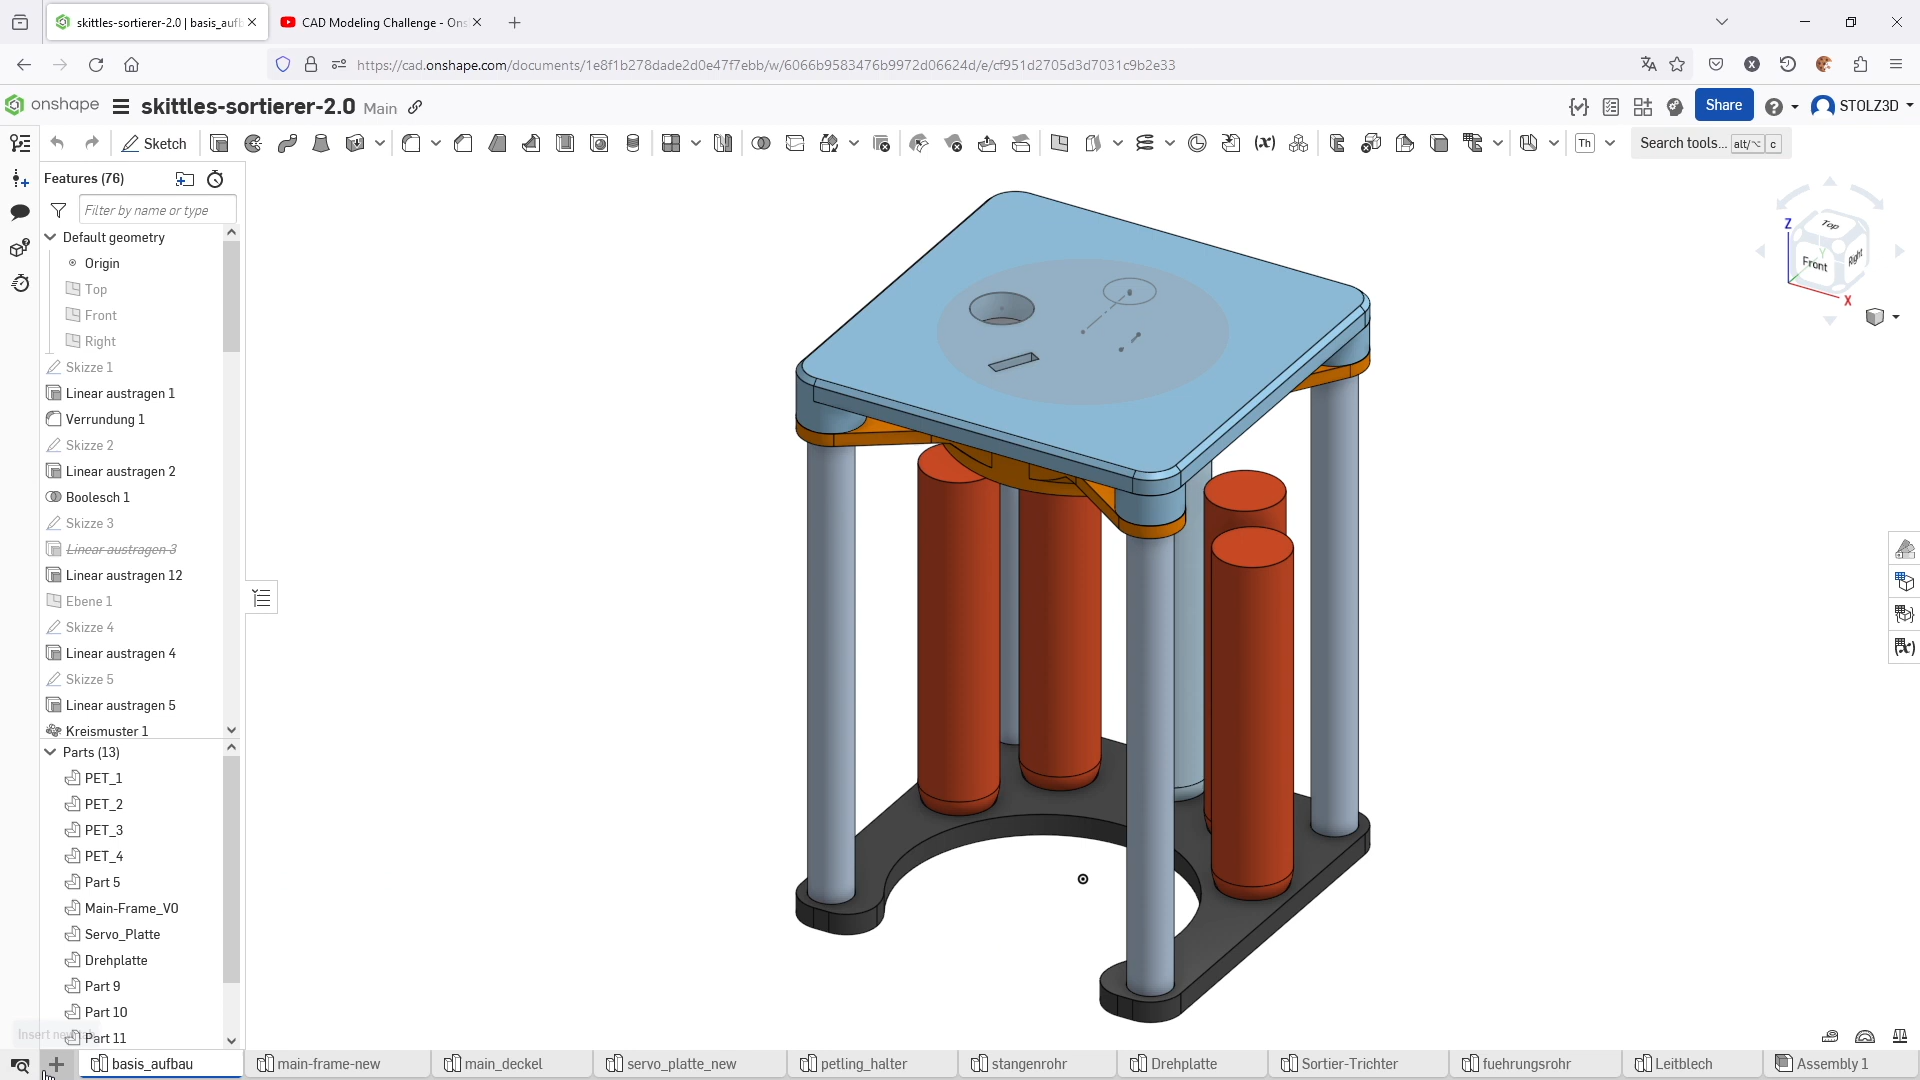 skittles-sortierer-2.0 | basis_aufb
CAD Modeling Challenge - Ons
https://cad.onshape.com/documents/1e8f1b278dade2d0e47f7ebb/w/6066b9583476b9972d06624d/e/cf951d2705d3d7031c9b2e33
onshape
skittles-sortierer-2.0 Main
Share
STOLZ3D
Sketch
Th
Search tools... alt/⌥ c
Features (76)
Filter by name or type
Default geometry
Origin
Top
Front
Right
Skizze 1
Linear austragen 1
Verrundung 1
Skizze 2
Linear austragen 2
Boolesch 1
Skizze 3
Linear austragen 3
Linear austragen 12
Ebene 1
Skizze 4
Linear austragen 4
Skizze 5
Linear austragen 5
Kreismuster 1
Parts (13)
PET_1
PET_2
PET_3
PET_4
Part 5
Main-Frame_V0
Servo_Platte
Drehplatte
Part 9
Part 10
Part 11
Z
Top
Y
Front
Right
X
basis_aufbau
main-frame-new
main_deckel
servo_platte_new
petling_halter
stangenrohr
Drehplatte
Sortier-Trichter
fuehrungsrohr
Leitblech
Assembly 1